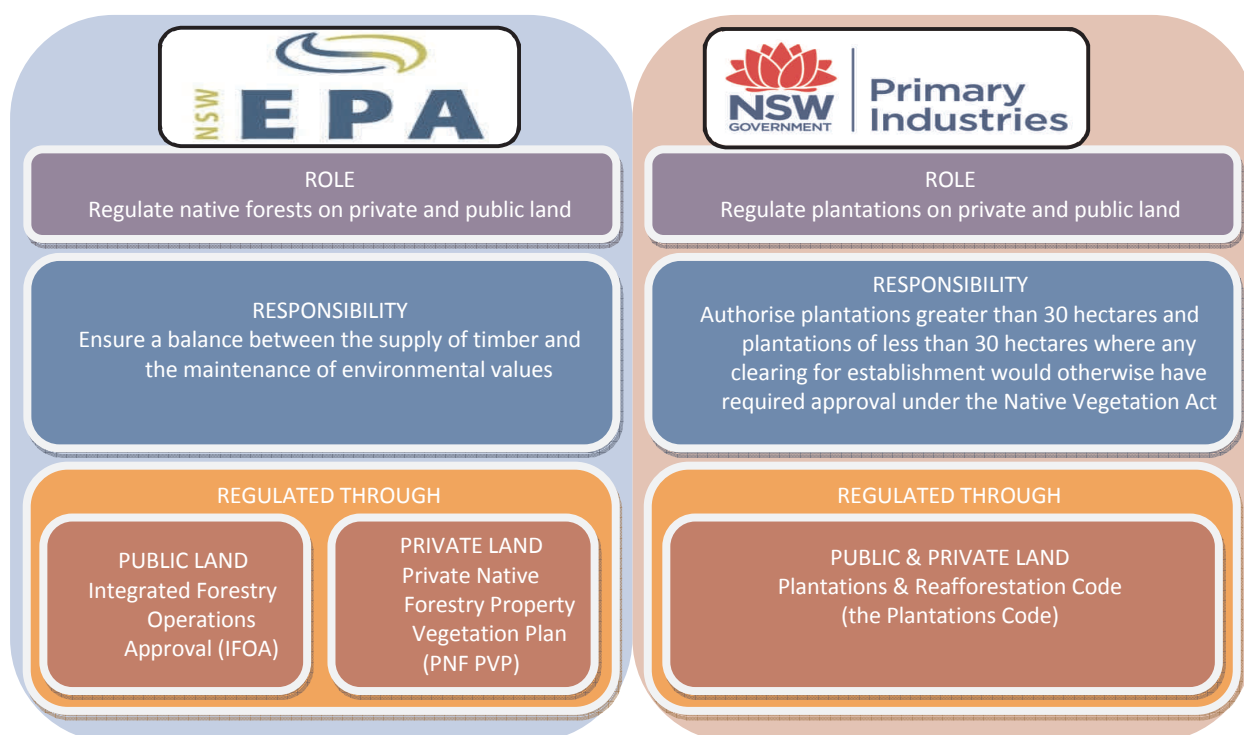 NSW EPA
ROLE
Regulate native forests on private and public land
RESPONSIBILITY
Ensure a balance between the supply of timber and
the maintenance of environmental values
REGULATED THROUGH
PUBLIC LAND
Integrated Forestry
Operations
Approval (IFOA)
PRIVATE LAND
Private Native
Forestry Property
Vegetation Plan
(PNF PVP)
NSW
GOVERNMENT
Primary
Industries
ROLE
Regulate plantations on private and public land
RESPONSIBILITY
Authorise plantations greater than 30 hectares and
plantations of less than 30 hectares where any
clearing for establishment would otherwise have
required approval under the Native Vegetation Act
REGULATED THROUGH
PUBLIC & PRIVATE LAND
Plantations & Reafforestation Code
(the Plantations Code)